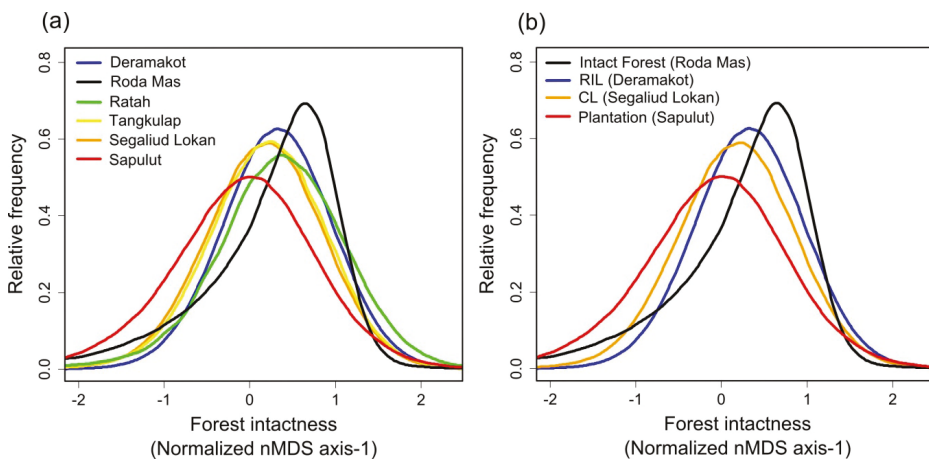 (a)
Deramakot
Roda Mas
Ratah
Tangkulap
Segaliud Lokan
Sapulut
Relative frequency
0.8
0.6
0.4
0.2
0.0
-2
-1
0
1
2
Forest intactness
(Normalized nMDS axis-1)
(b)
Intact Forest (Roda Mas)
RIL (Deramakot)
CL (Segaliud Lokan)
Plantation (Sapulut)
Relative frequency
0.8
0.6
0.4
0.2
0.0
-2
-1
0
1
2
Forest intactness
(Normalized nMDS axis-1)